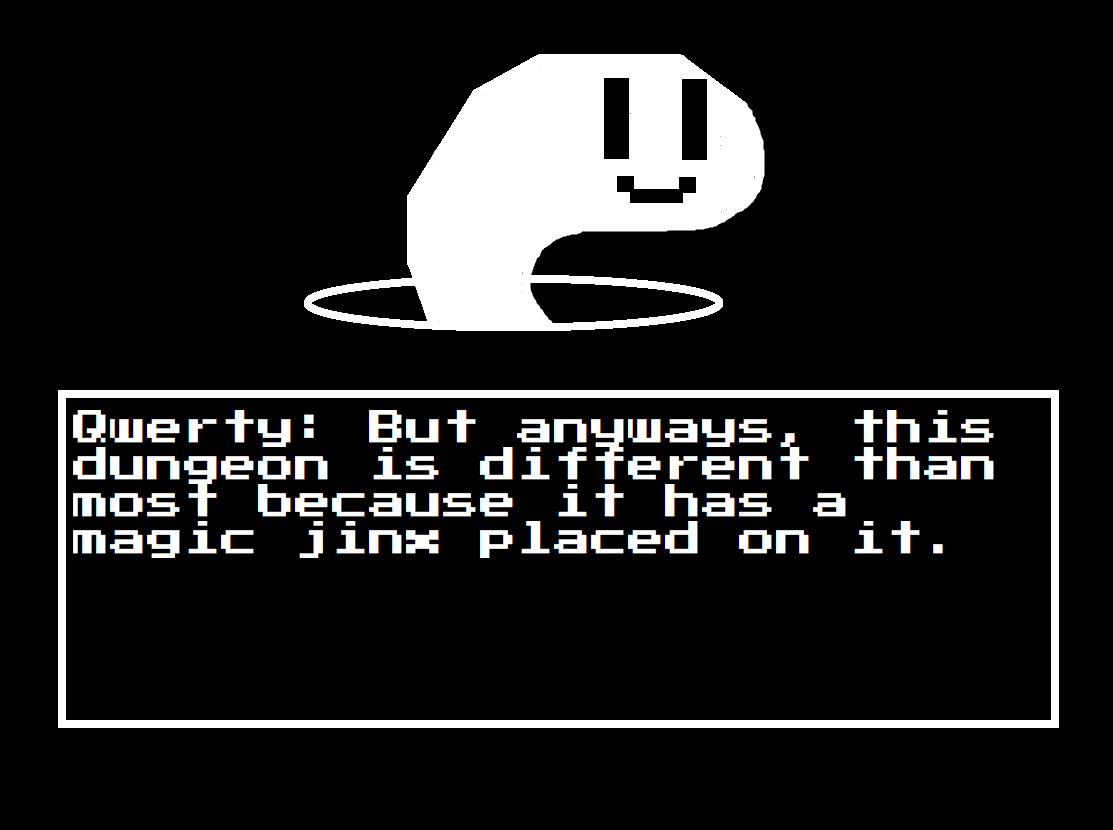 Qwerty: But anyways, this
dungeon is different than
most because it has a
magic jinx placed on it.